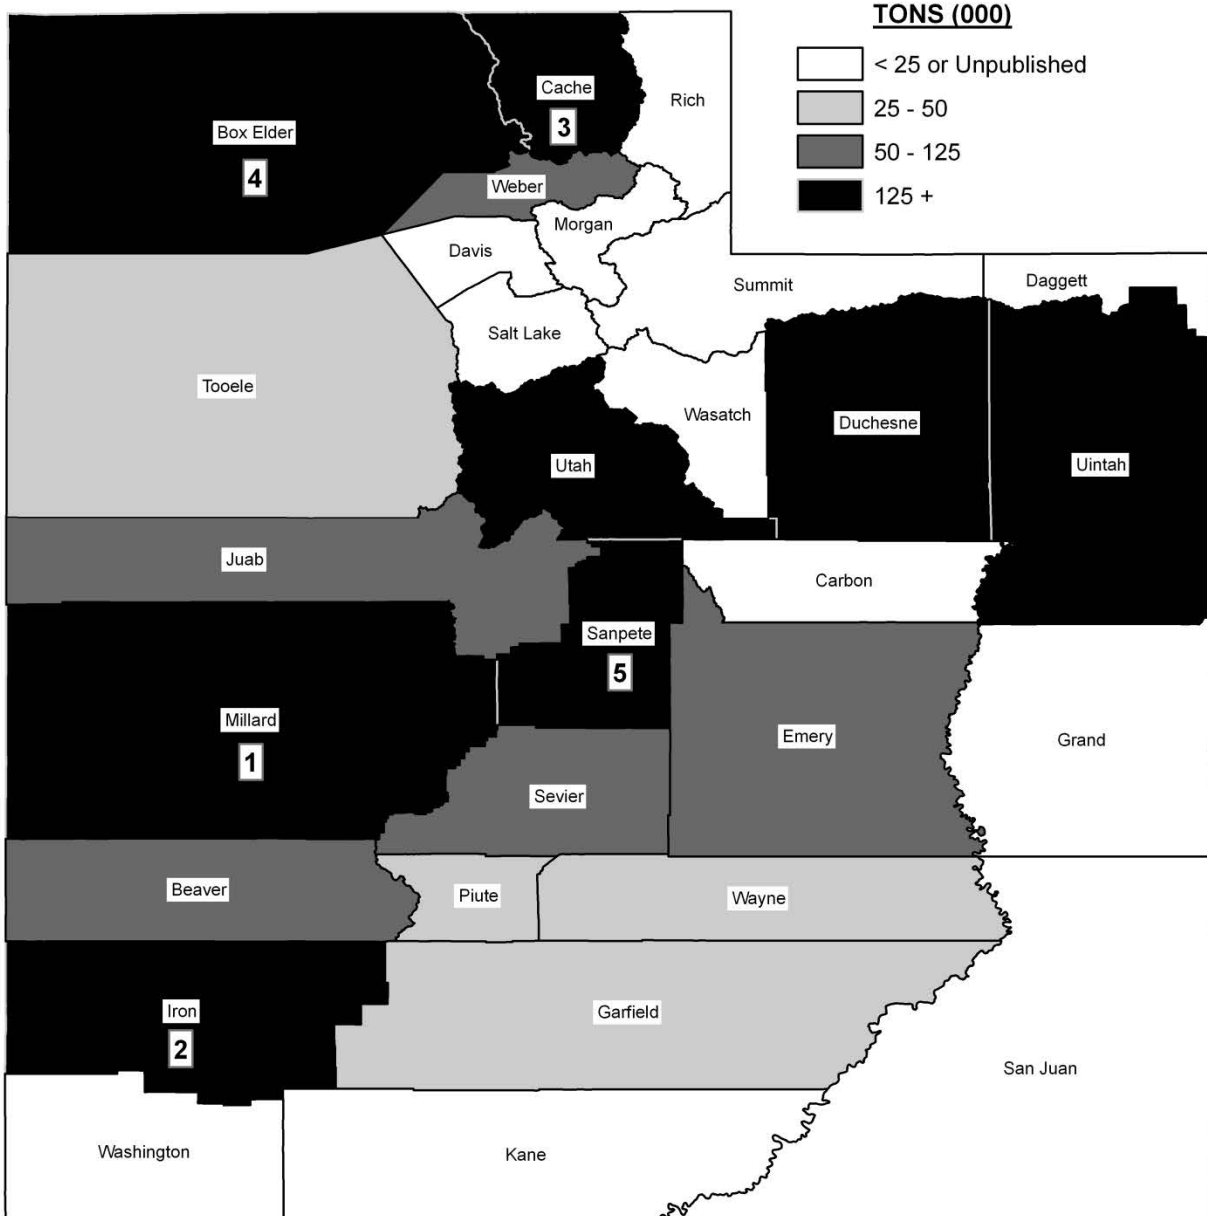 TONS (000)
< 25 or Unpublished
25 - 50
50 - 125
125 +
Cache
3
Rich
Box Elder
4
Weber
Morgan
Davis
Summit
Daggett
Salt Lake
Tooele
Wasatch
Duchesne
Utah
Uintah
Juab
Carbon
Sanpete
5
Millard
1
Emery
Grand
Sevier
Beaver
Piute
Wayne
Iron
2
Garfield
San Juan
Washington
Kane